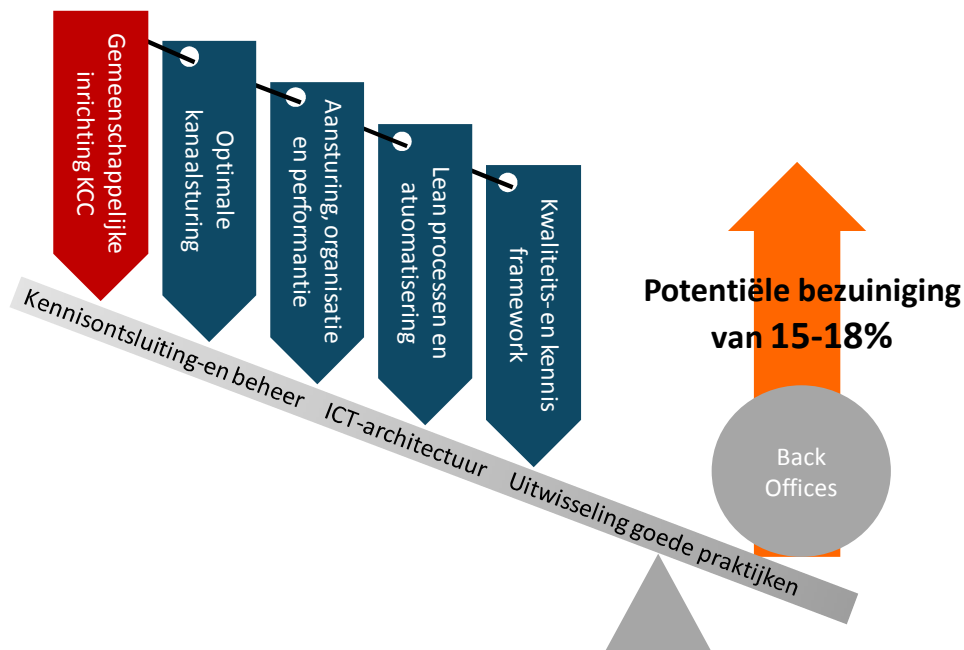 Gemeenschappelijke
inrichting KCC
Optimale
kanaalsturing
Aansturing, organisatie
en performantie
Lean processen en
atuomatisering
Kwaliteits- en kennis
framework
Kennisontsluiting-en beheer
ICT-architectuur
Uitwisseling goede praktijken
Potentiële bezuiniging
van 15-18%
Back
Offices